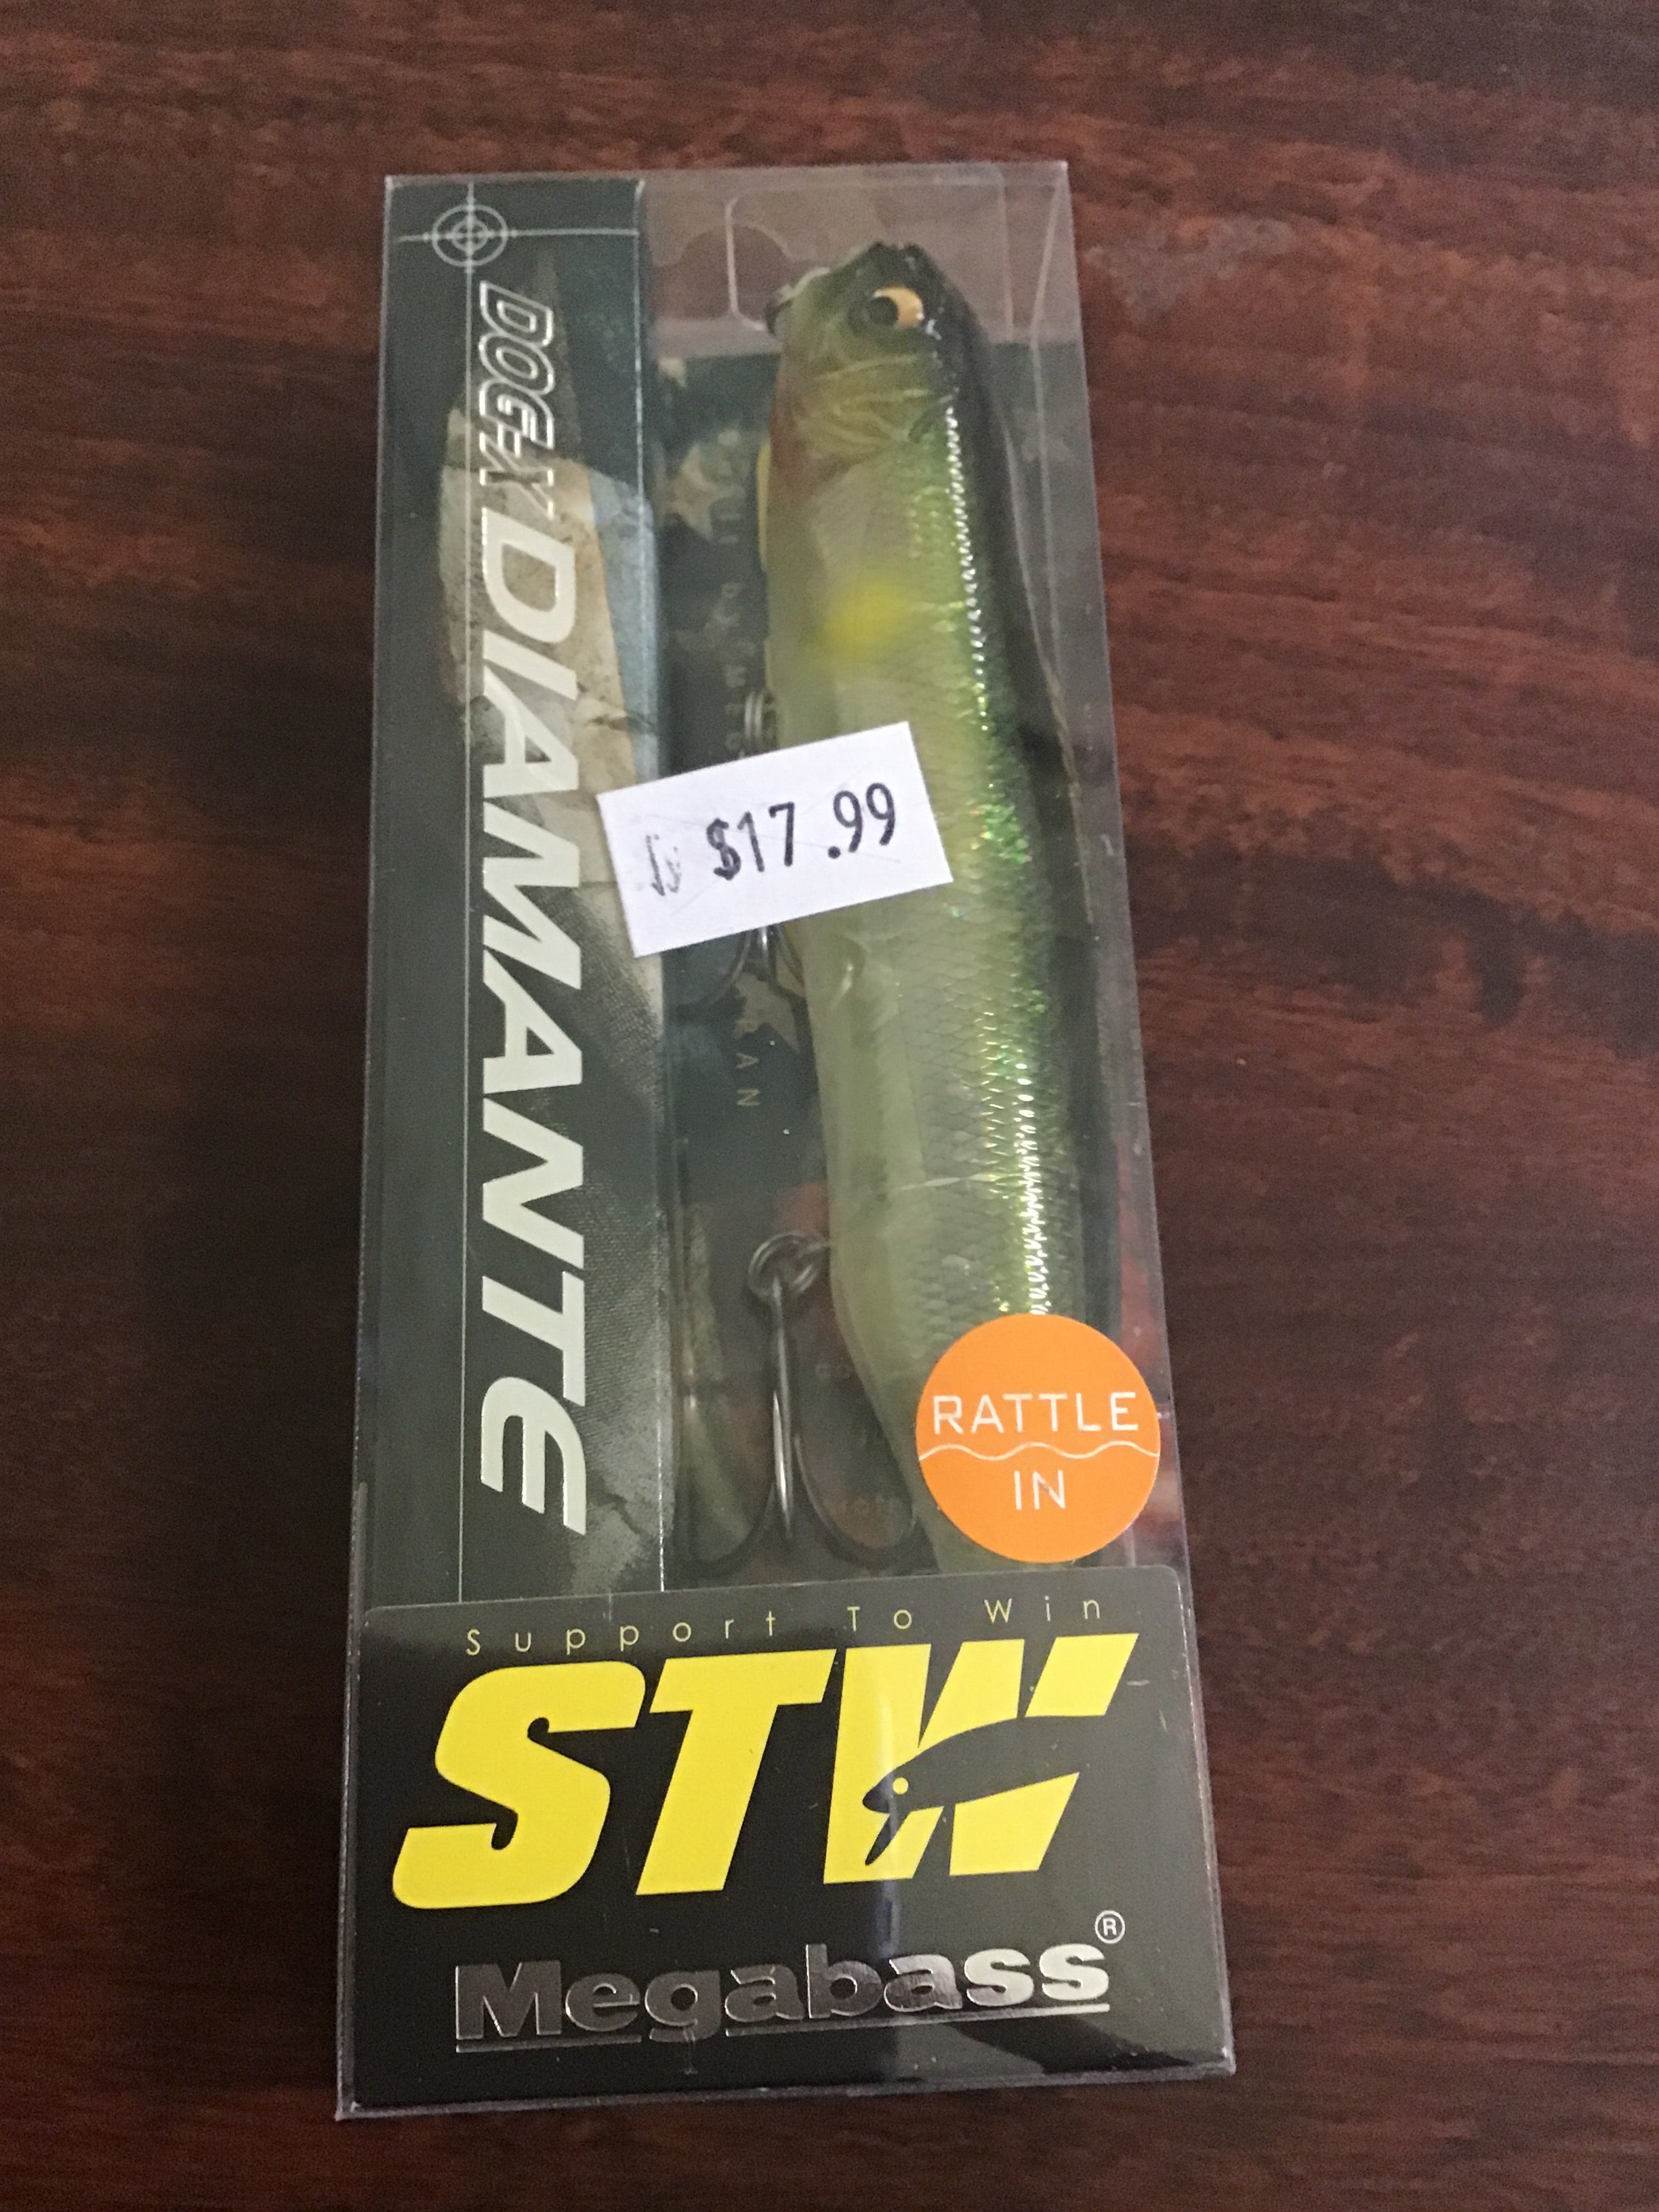 DOG-X DIAMANTE
$17.99
RATTLE
IN
Support To Win
STW
Megabass®